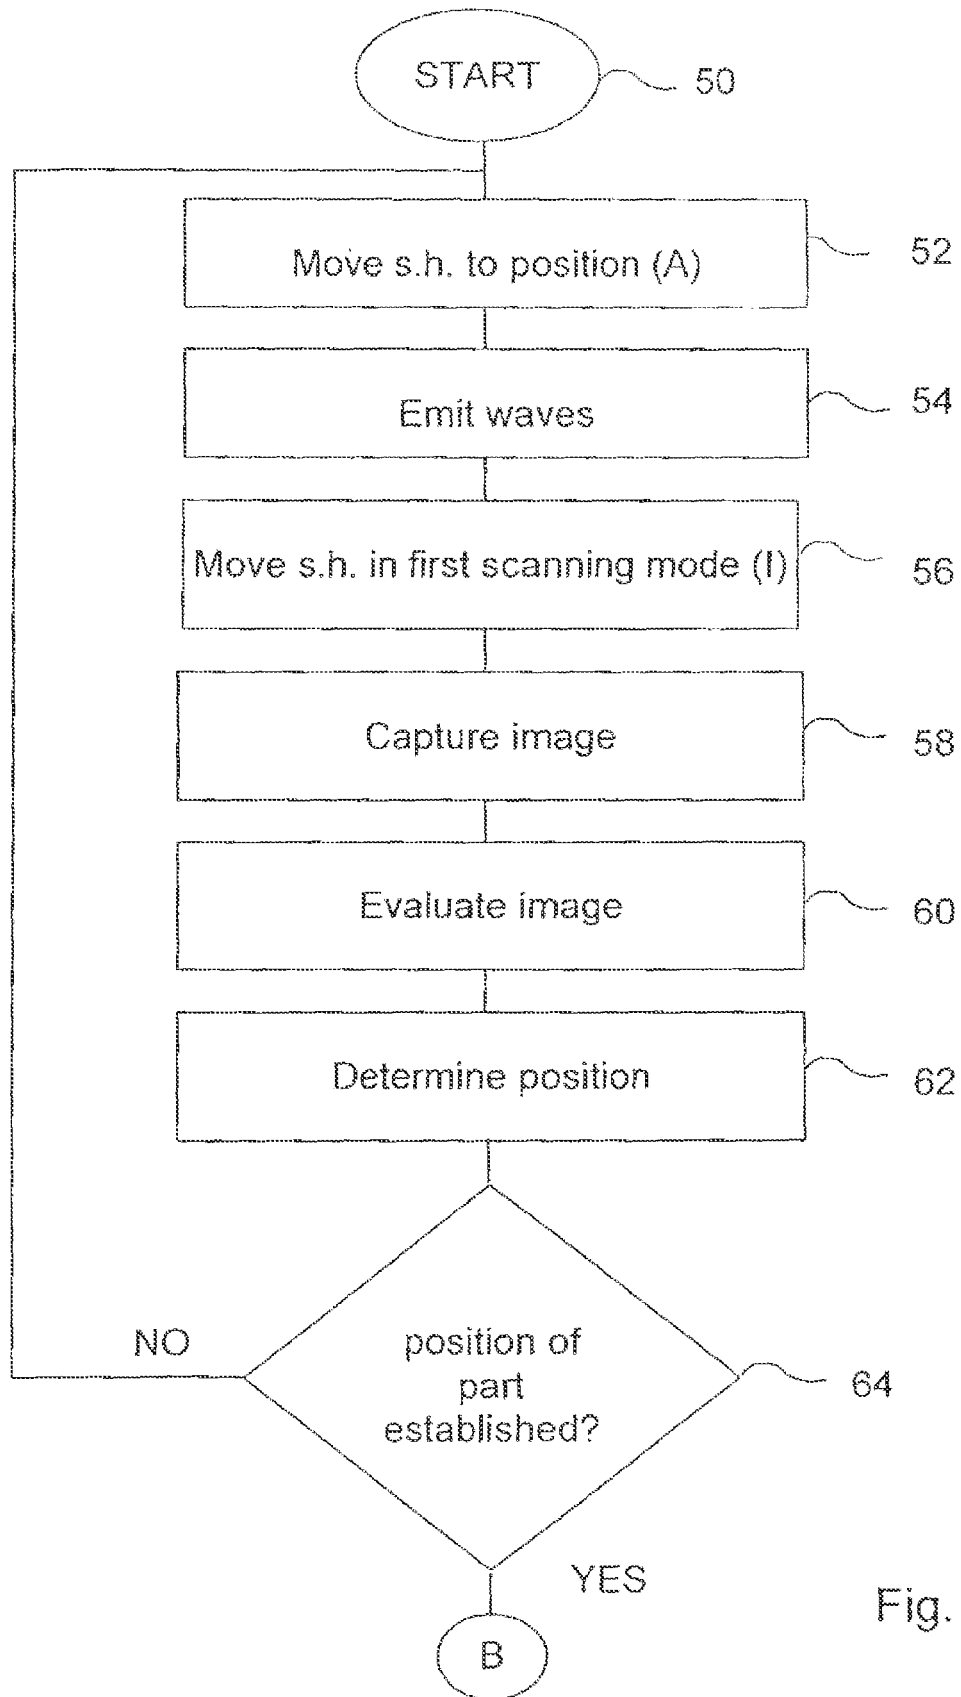 START
50
Move s.h. to position (A)
52
Emit waves
54
Move s.h. in first scanning mode (I)
56
Capture image
58
Evaluate image
60
Determine position
62
NO
position of
part
established?
64
YES
Fig.
B